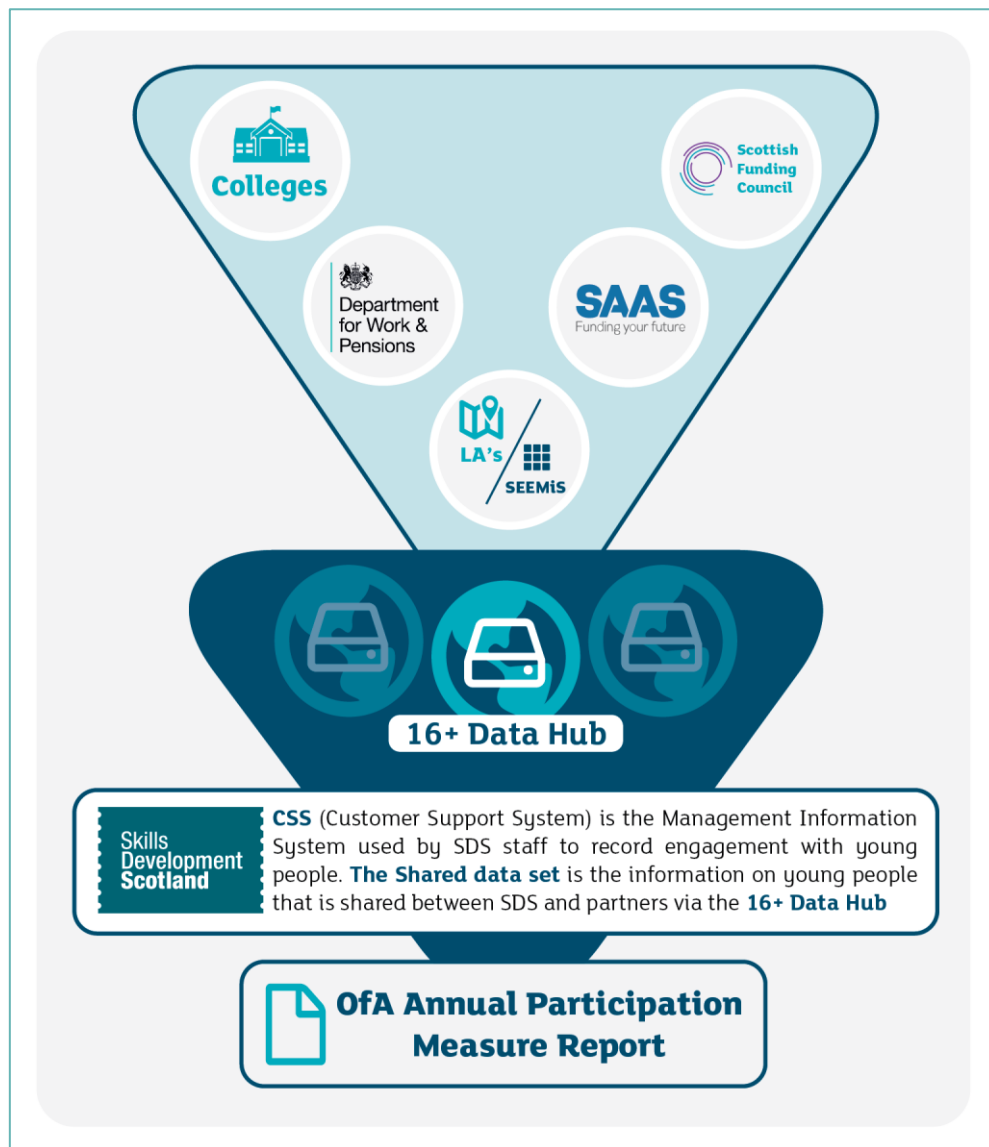 Colleges
Scottish
Funding
Council
Department
for Work &
Pensions
SAAS
Funding your future
LA's
SEEMiS
16+ Data Hub
Skills
Development
Scotland
CSS (Customer Support System) is the Management Information
System used by SDS staff to record engagement with young
people. The Shared data set is the information on young people
that is shared between SDS and partners via the 16+ Data Hub
OfA Annual Participation
Measure Report